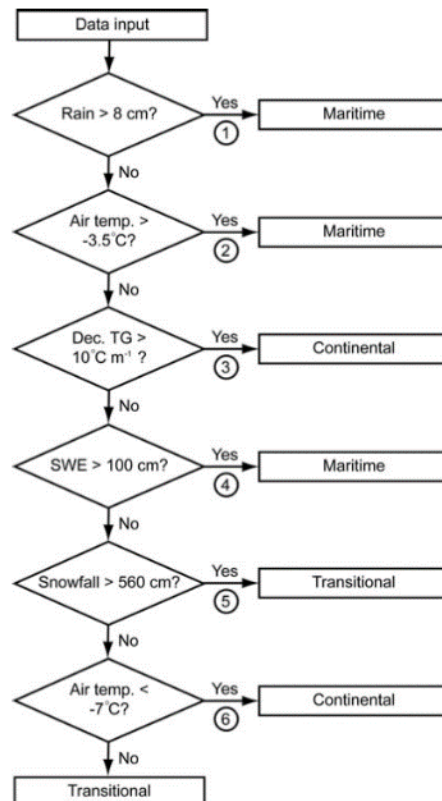 Data input
Rain > 8 cm?
Yes
①
Maritime
No
Air temp. >
-3.5°C?
Yes
②
Maritime
No
Dec. TG >
10°C m⁻¹ ?
Yes
③
Continental
No
SWE > 100 cm?
Yes
④
Maritime
No
Snowfall > 560 cm?
Yes
⑤
Transitional
No
Air temp. <
-7°C?
Yes
⑥
Continental
No
Transitional